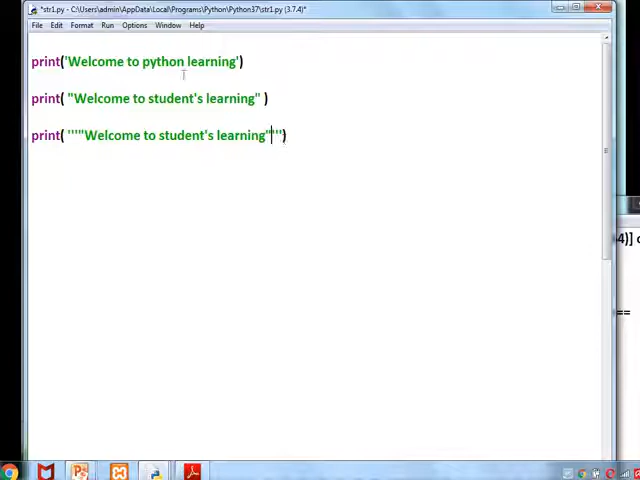 *str1.py - C:\Users\admin\AppData\Local\Programs\Python\Python37\str1.py (3.7.4)*
File Edit Format Run Options Window Help
print('Welcome to python learning')
print( "Welcome to student's learning" )
print( '''"Welcome to student's learning"''')
4)] o
==